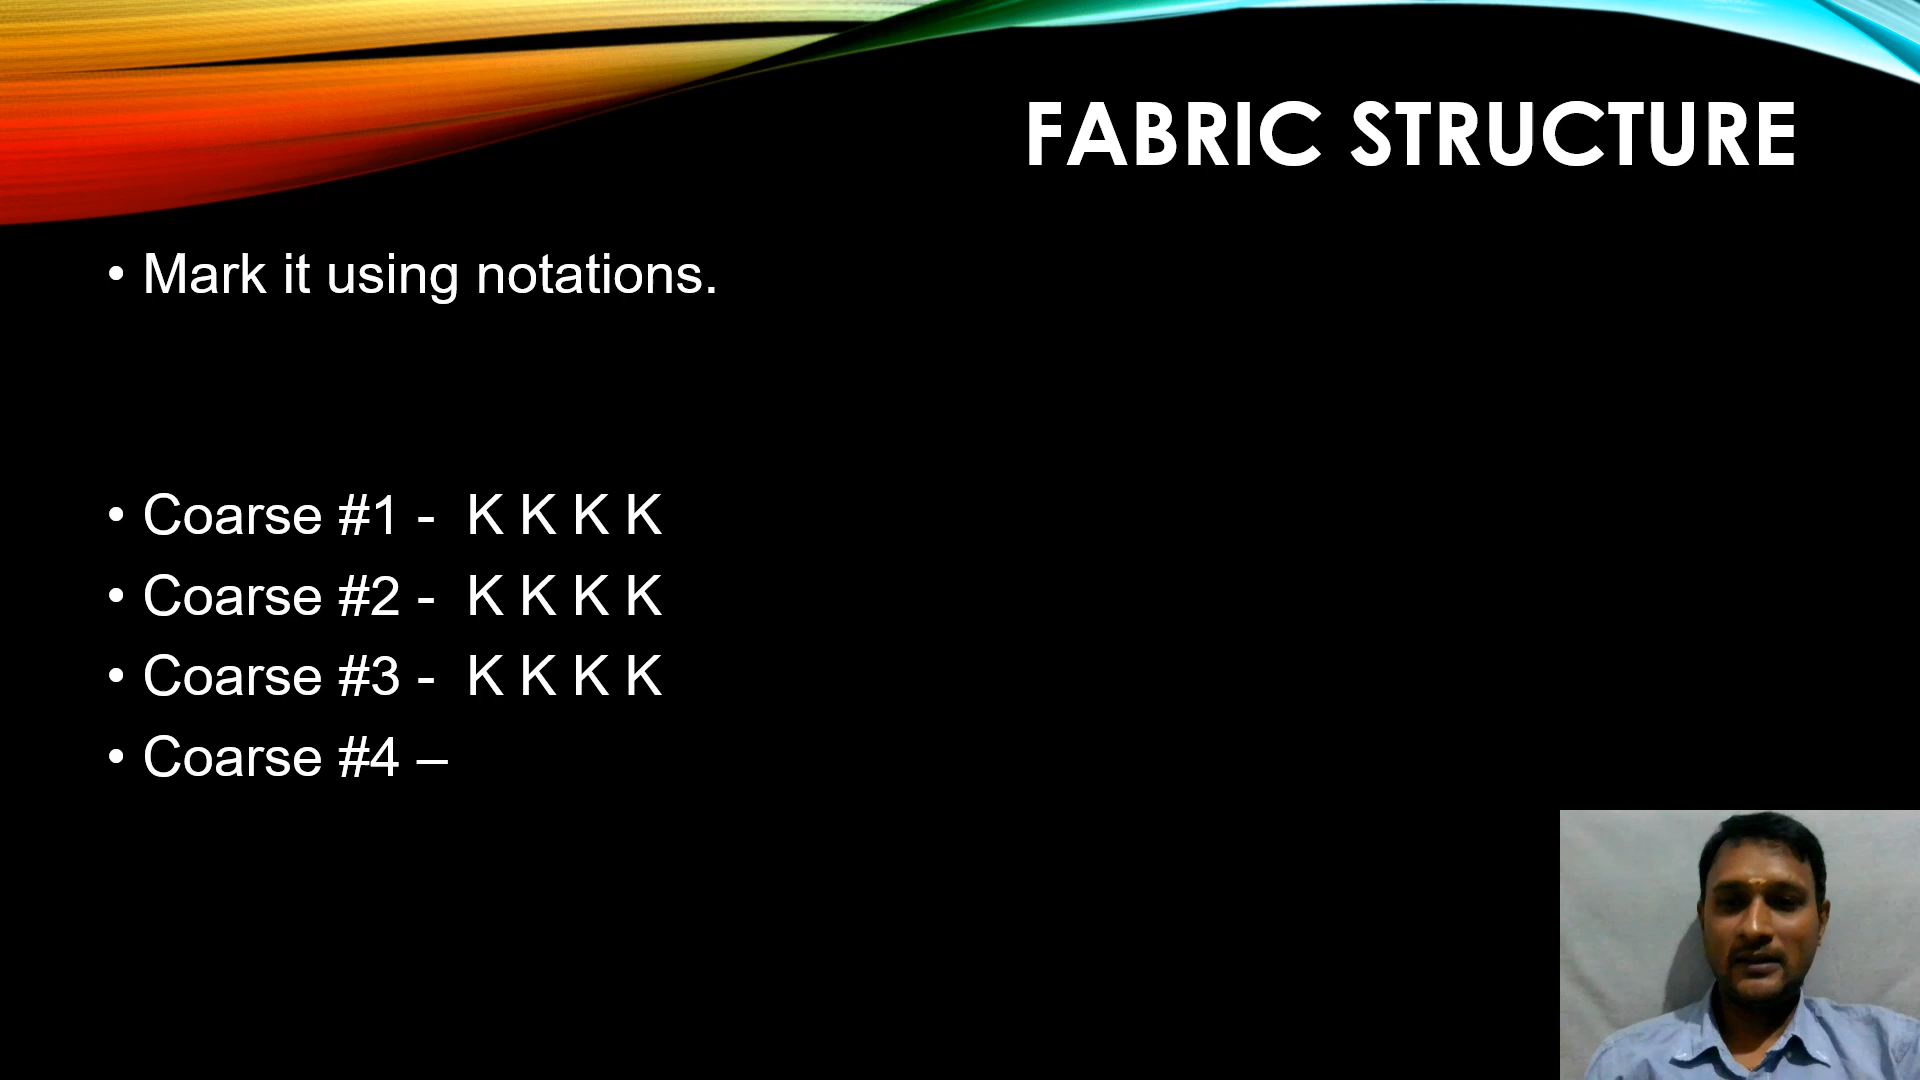 FABRIC STRUCTURE
• Mark it using notations.
• Coarse #1 - K K K K
• Coarse #2 - K K K K
• Coarse #3 - K K K K
• Coarse #4 –